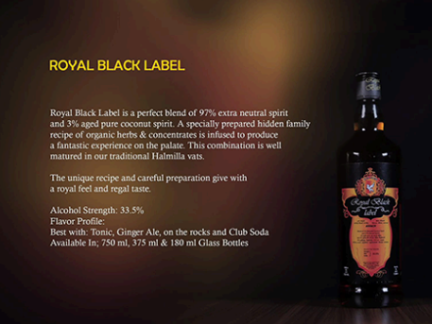 ROYAL BLACK LABEL
Royal Black Label is a perfect blend of 97% extra neutral spirit
and 3% aged pure coconut spirit. A specially prepared hidden family
recipe of organic herbs & concentrates is infused to produce
a fantastic experience on the palate. This combination is well
matured in our traditional Halmilla vats.
The unique recipe and careful preparation give with
a royal feel and regal taste.
Alcohol Strength: 33.5%
Flavor Profile:
Best with: Tonic, Ginger Ale, on the rocks and Club Soda
Available In; 750 ml, 375 ml & 180 ml Glass Bottles
Royal Black
label